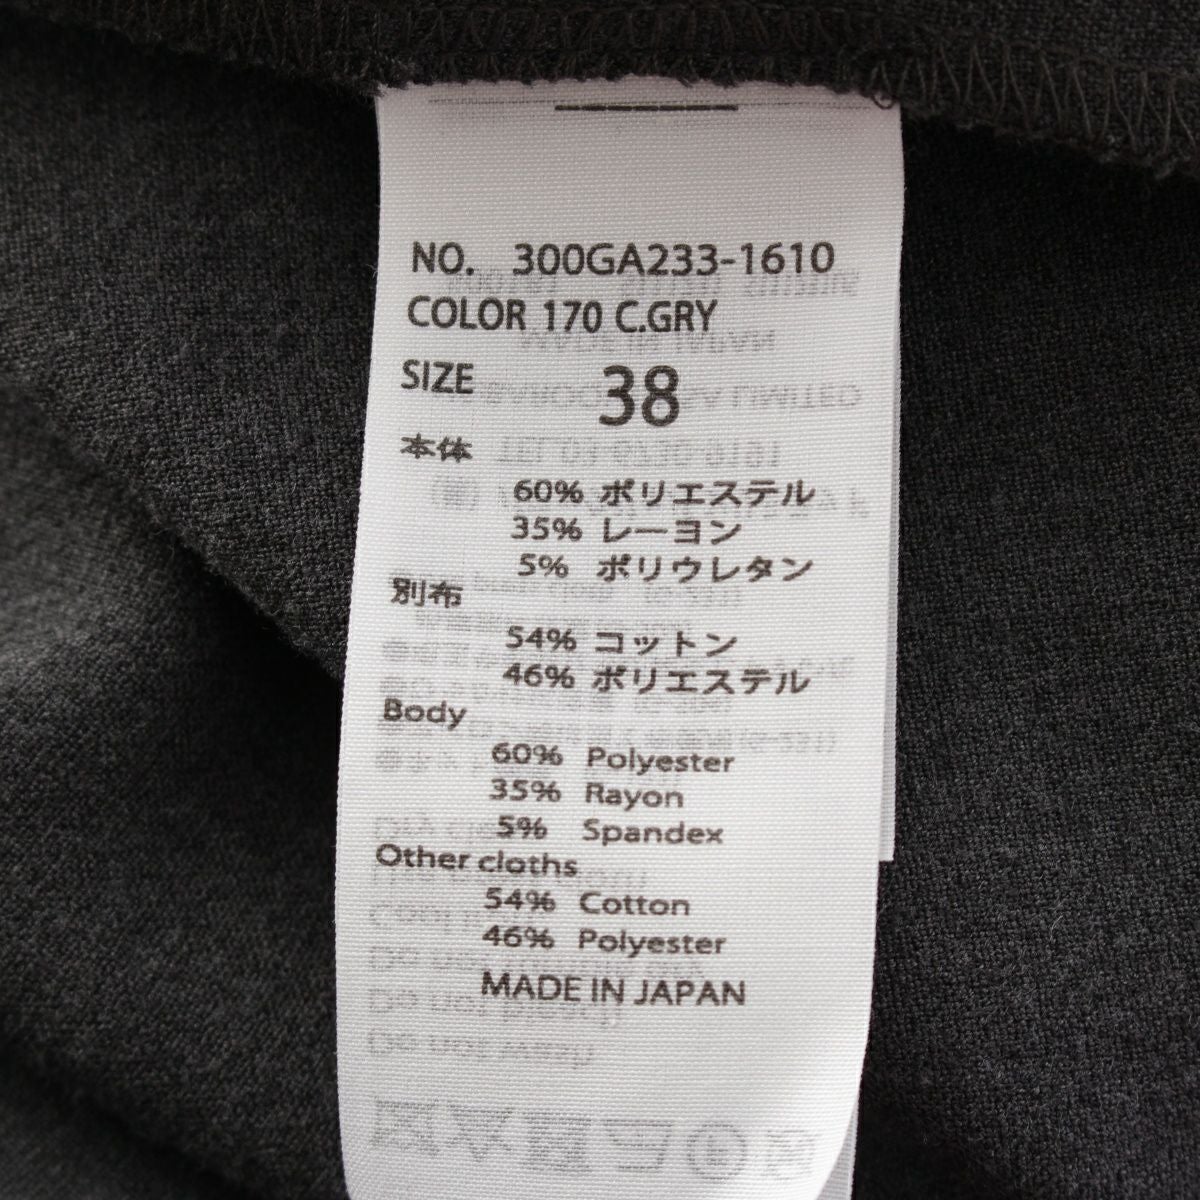 NO. 300GA233-1610
COLOR 170 C.GRY
SIZE 38
本体
60% ポリエステル
35% レーヨン
5% ポリウレタン
別布
54% コットン
46% ポリエステル
Body
60% Polyester
35% Rayon
5% Spandex
Other cloths
54% Cotton
46% Polyester
MADE IN JAPAN